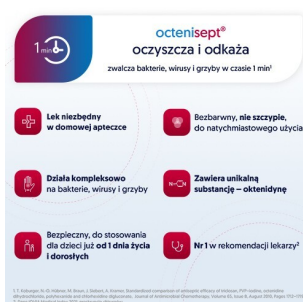 octenisept®
1 min
oczyszcza i odkaża
zwalcza bakterie, wirusy i grzyby w czasie 1 min¹
Lek niezbędny
w domowej apteczce
Bezbarwny, nie szczypie,
do natychmiastowego użycia
Działa kompleksowo
na bakterie, wirusy i grzyby
N-C-N
Zawiera unikalną
substancję – oktenidynę
Bezpieczny, do stosowania
dla dzieci już od 1 dnia życia
i dorosłych
Nr 1 w rekomendacji lekarzy²